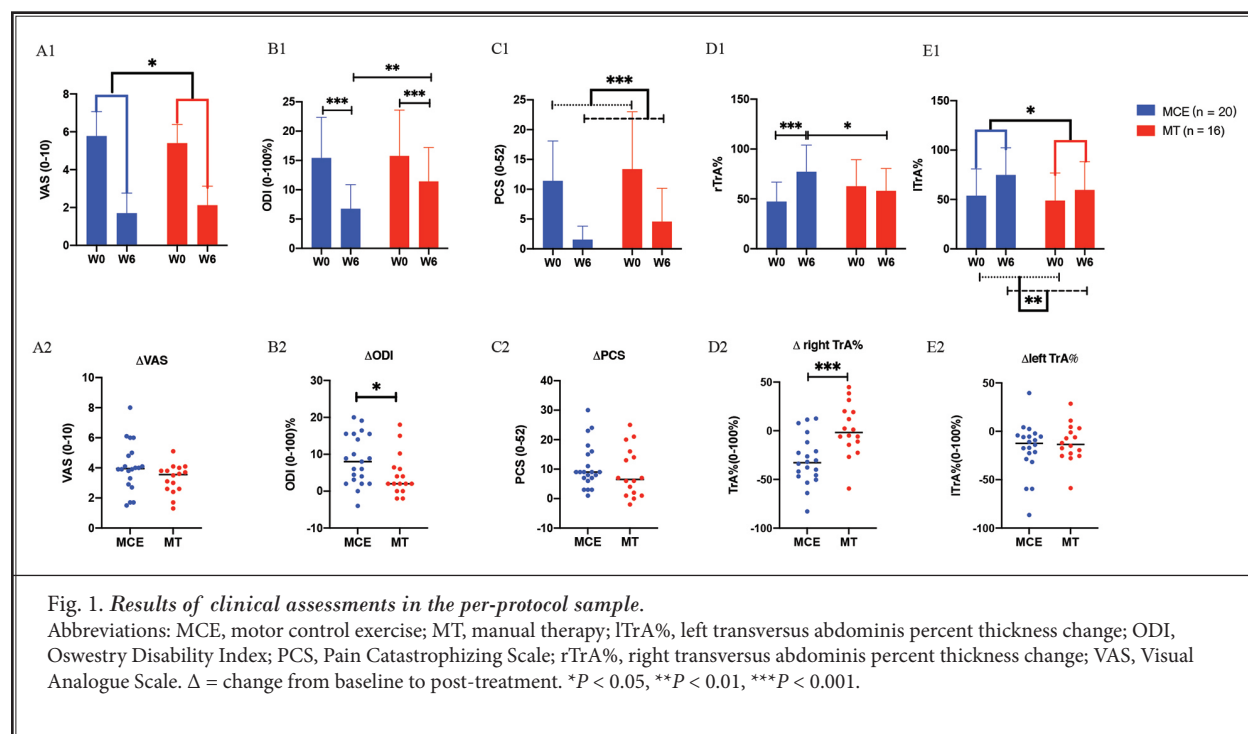 A1
B1
C1
D1
E1
*
**
***
***
***
***
*
*
**
VAS (0-10)
8
6
4
2
0
W0 W6 W0 W6
ODI (0-100%)
25
20
15
10
5
0
W0 W6 W0 W6
PCS (0-52)
25
20
15
10
5
0
W0 W6 W0 W6
rTrA%
150
100
50
0
W0 W6 W0 W6
lTrA%
150
100
50
0
W0 W6 W0 W6
MCE (n = 20)
MT (n = 16)
A2
ΔVAS
VAS (0-10)
10
8
6
4
2
0
MCE MT
B2
ΔODI
*
ODI (0-100)%
30
20
10
0
-10
MCE MT
C2
ΔPCS
PCS (0-52)
40
30
20
10
0
-10
MCE MT
D2
Δ right TrA%
***
TrA%(0-100%)
50
0
-50
-100
MCE MT
E2
Δleft TrA%
lTrA%(0-100%)
50
0
-50
-100
MCE MT
Fig. 1. Results of clinical assessments in the per-protocol sample.
Abbreviations: MCE, motor control exercise; MT, manual therapy; lTrA%, left transversus abdominis percent thickness change; ODI,
Oswestry Disability Index; PCS, Pain Catastrophizing Scale; rTrA%, right transversus abdominis percent thickness change; VAS, Visual
Analogue Scale. Δ = change from baseline to post-treatment. *P < 0.05, **P < 0.01, ***P < 0.001.